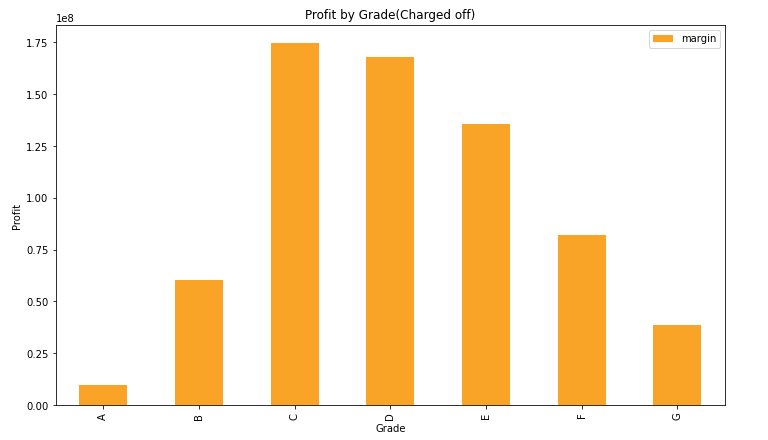 Profit by Grade(Charged off)
1e8
margin
1.75
1.50
1.25
1.00
0.75
0.50
0.25
0.00
Profit
A
B
C
D
E
F
G
Grade